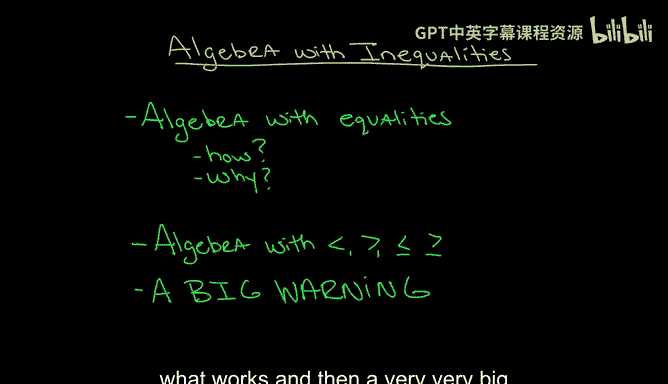 GPT中英字幕课程资源 bilibili
Algebra with Inequalities
- Algebra with equalities
- how?
- why?
- Algebra with <, >, ≤ ≥
- A BIG WARNING
what works and then a very very big